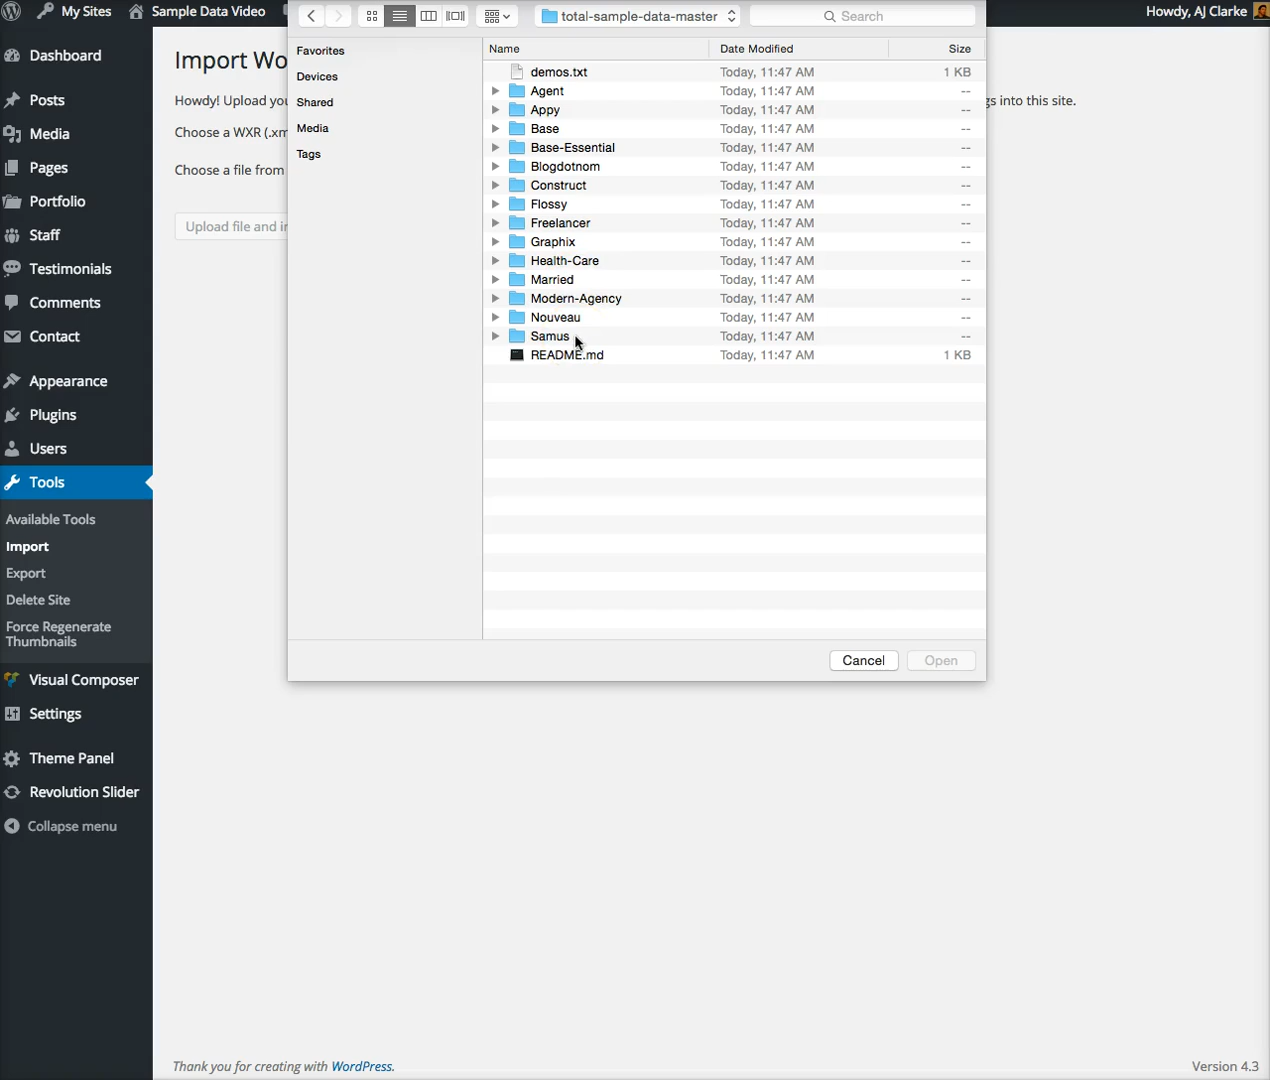 My Sites
Sample Data Video
Howdy, AJ Clarke
Dashboard
Posts
Media
Pages
Portfolio
Staff
Testimonials
Comments
Contact
Appearance
Plugins
Users
Tools
Available Tools
Import
Export
Delete Site
Force Regenerate
Thumbnails
Visual Composer
Settings
Theme Panel
Revolution Slider
Collapse menu
Import Wo
Howdy! Upload you
gs into this site.
Choose a WXR (.xm
Choose a file from
Upload file and in
total-sample-data-master
Search
Favorites
Devices
Shared
Media
Tags
Name Date Modified Size
demos.txt Today, 11:47 AM 1 KB
Agent Today, 11:47 AM --
Appy Today, 11:47 AM --
Base Today, 11:47 AM --
Base-Essential Today, 11:47 AM --
Blogdotnom Today, 11:47 AM --
Construct Today, 11:47 AM --
Flossy Today, 11:47 AM --
Freelancer Today, 11:47 AM --
Graphix Today, 11:47 AM --
Health-Care Today, 11:47 AM --
Married Today, 11:47 AM --
Modern-Agency Today, 11:47 AM --
Nouveau Today, 11:47 AM --
Samus Today, 11:47 AM --
README.md Today, 11:47 AM 1 KB
Cancel
Open
Thank you for creating with WordPress.
Version 4.3